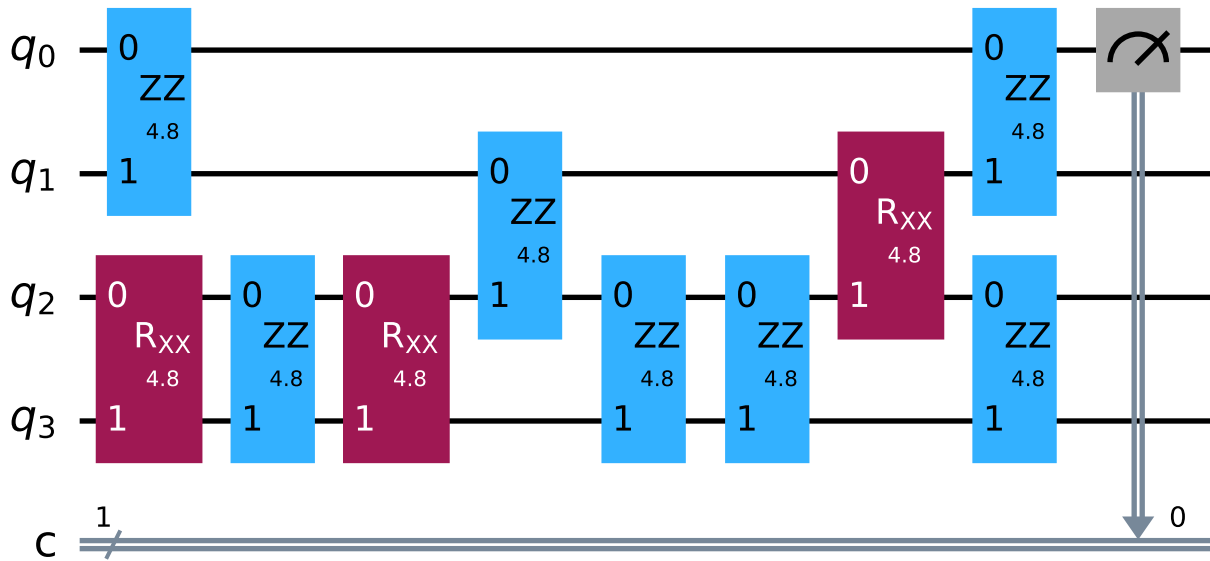 q0 0 ZZ 4.8 1 0 ZZ 4.8 1
q1 0 ZZ 4.8 1 0 RXX 4.8 1
q2 0 RXX 4.8 1 0 ZZ 4.8 1 0 RXX 4.8 1 0 ZZ 4.8 1 0 ZZ 4.8 1 0 ZZ 4.8 1
q3
c 1 0